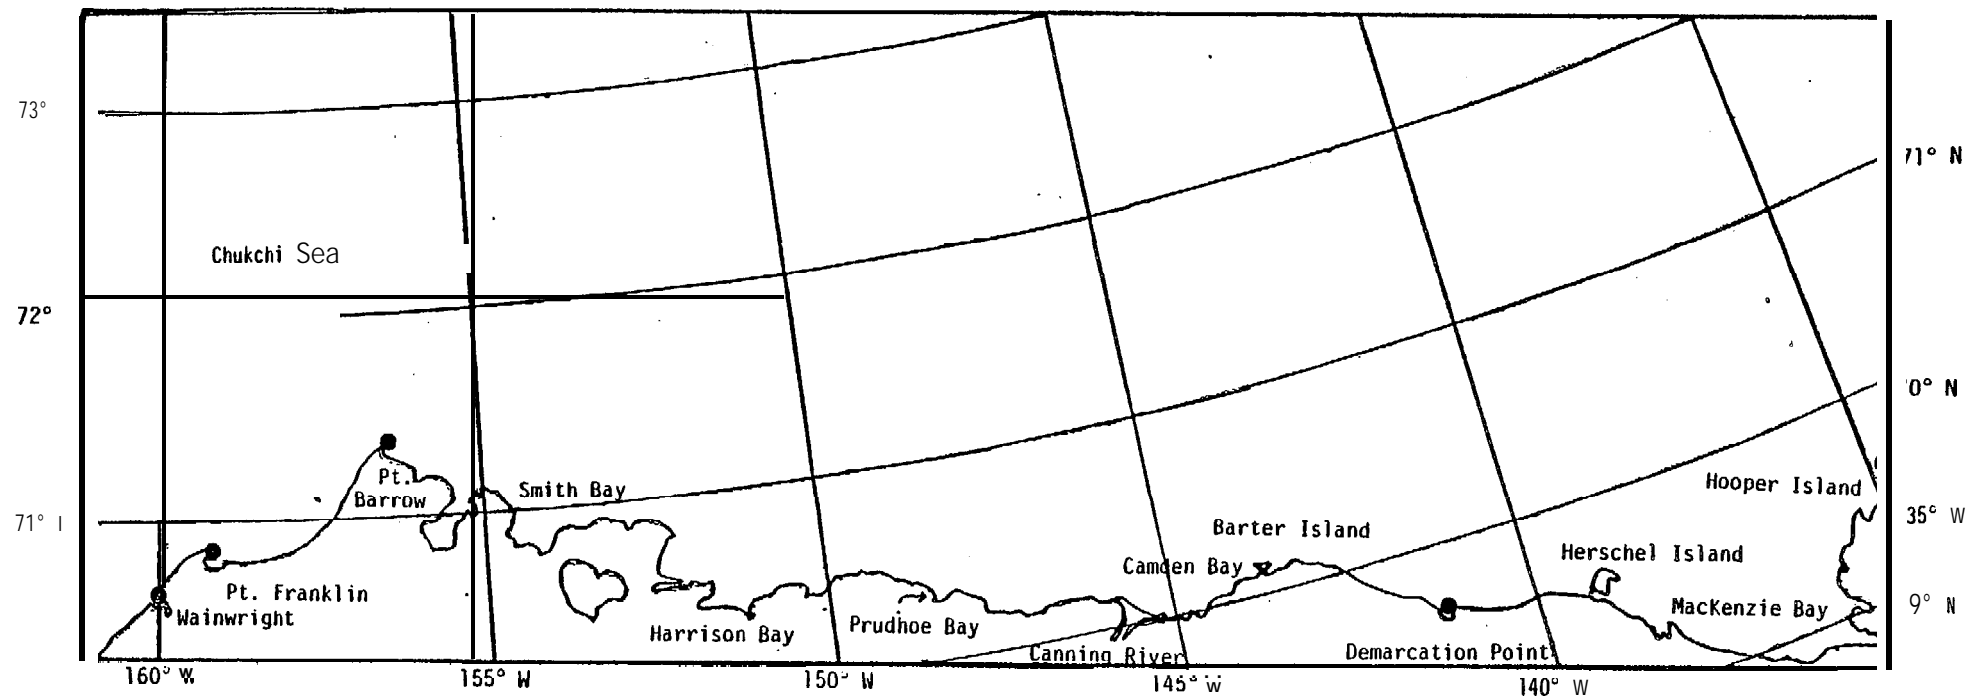 73°
71° N
Chukchi Sea
72°
0° N
Pt.
Barrow
Smith Bay
Hooper Island
71°
35° W
Barter Island
Herschel Island
Camden Bay
Pt. Franklin
MacKenzie Bay
9° N
Wainwright
Harrison Bay
Prudhoe Bay
Canning River
Demarcation Point
160° W
155° W
150° W
145° W
140° W